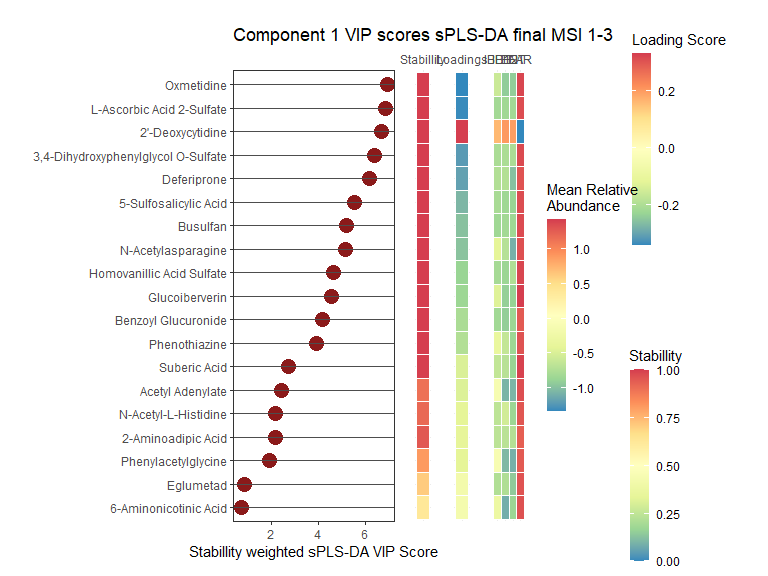 Component 1 VIP scores sPLS-DA final MSI 1-3
Stabillity
Loadings
Oxmetidine
L-Ascorbic Acid 2-Sulfate
2'-Deoxycytidine
3,4-Dihydroxyphenylglycol O-Sulfate
Deferiprone
5-Sulfosalicylic Acid
Busulfan
N-Acetylasparagine
Homovanillic Acid Sulfate
Glucoiberverin
Benzoyl Glucuronide
Phenothiazine
Suberic Acid
Acetyl Adenylate
N-Acetyl-L-Histidine
2-Aminoadipic Acid
Phenylacetylglycine
Eglumetad
6-Aminonicotinic Acid
2 4 6
Stabillity weighted sPLS-DA VIP Score
Mean Relative
Abundance
1.0
0.5
0.0
-0.5
-1.0
Loading Score
0.2
0.0
-0.2
Stabillity
1.00
0.75
0.50
0.25
0.00